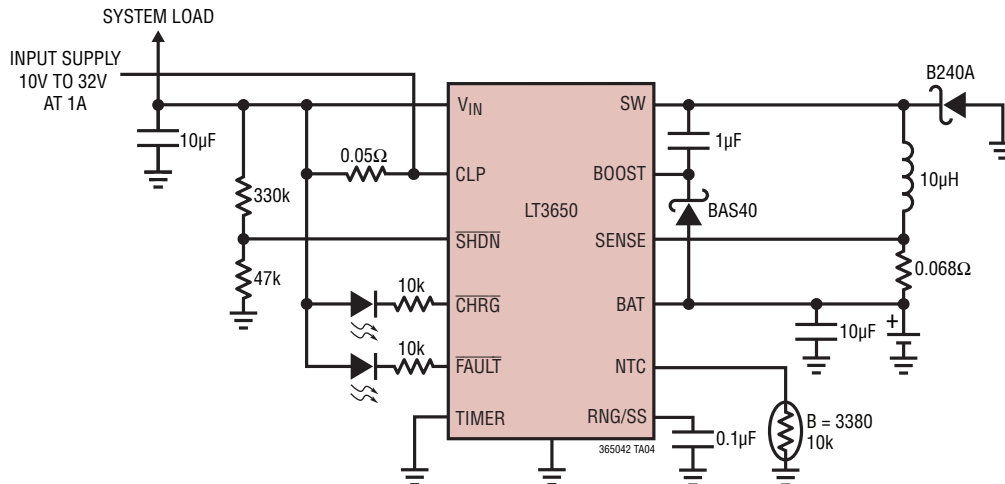 SYSTEM LOAD
INPUT SUPPLY
10V TO 32V
AT 1A
10µF
330k
47k
0.05Ω
10k
10k
VIN
CLP
SHDN
CHRG
FAULT
TIMER
LT3650
SW
BOOST
SENSE
BAT
NTC
RNG/SS
365042 TA04
1µF
BAS40
B240A
10µH
0.068Ω
10µF
+
B = 3380
10k
0.1µF